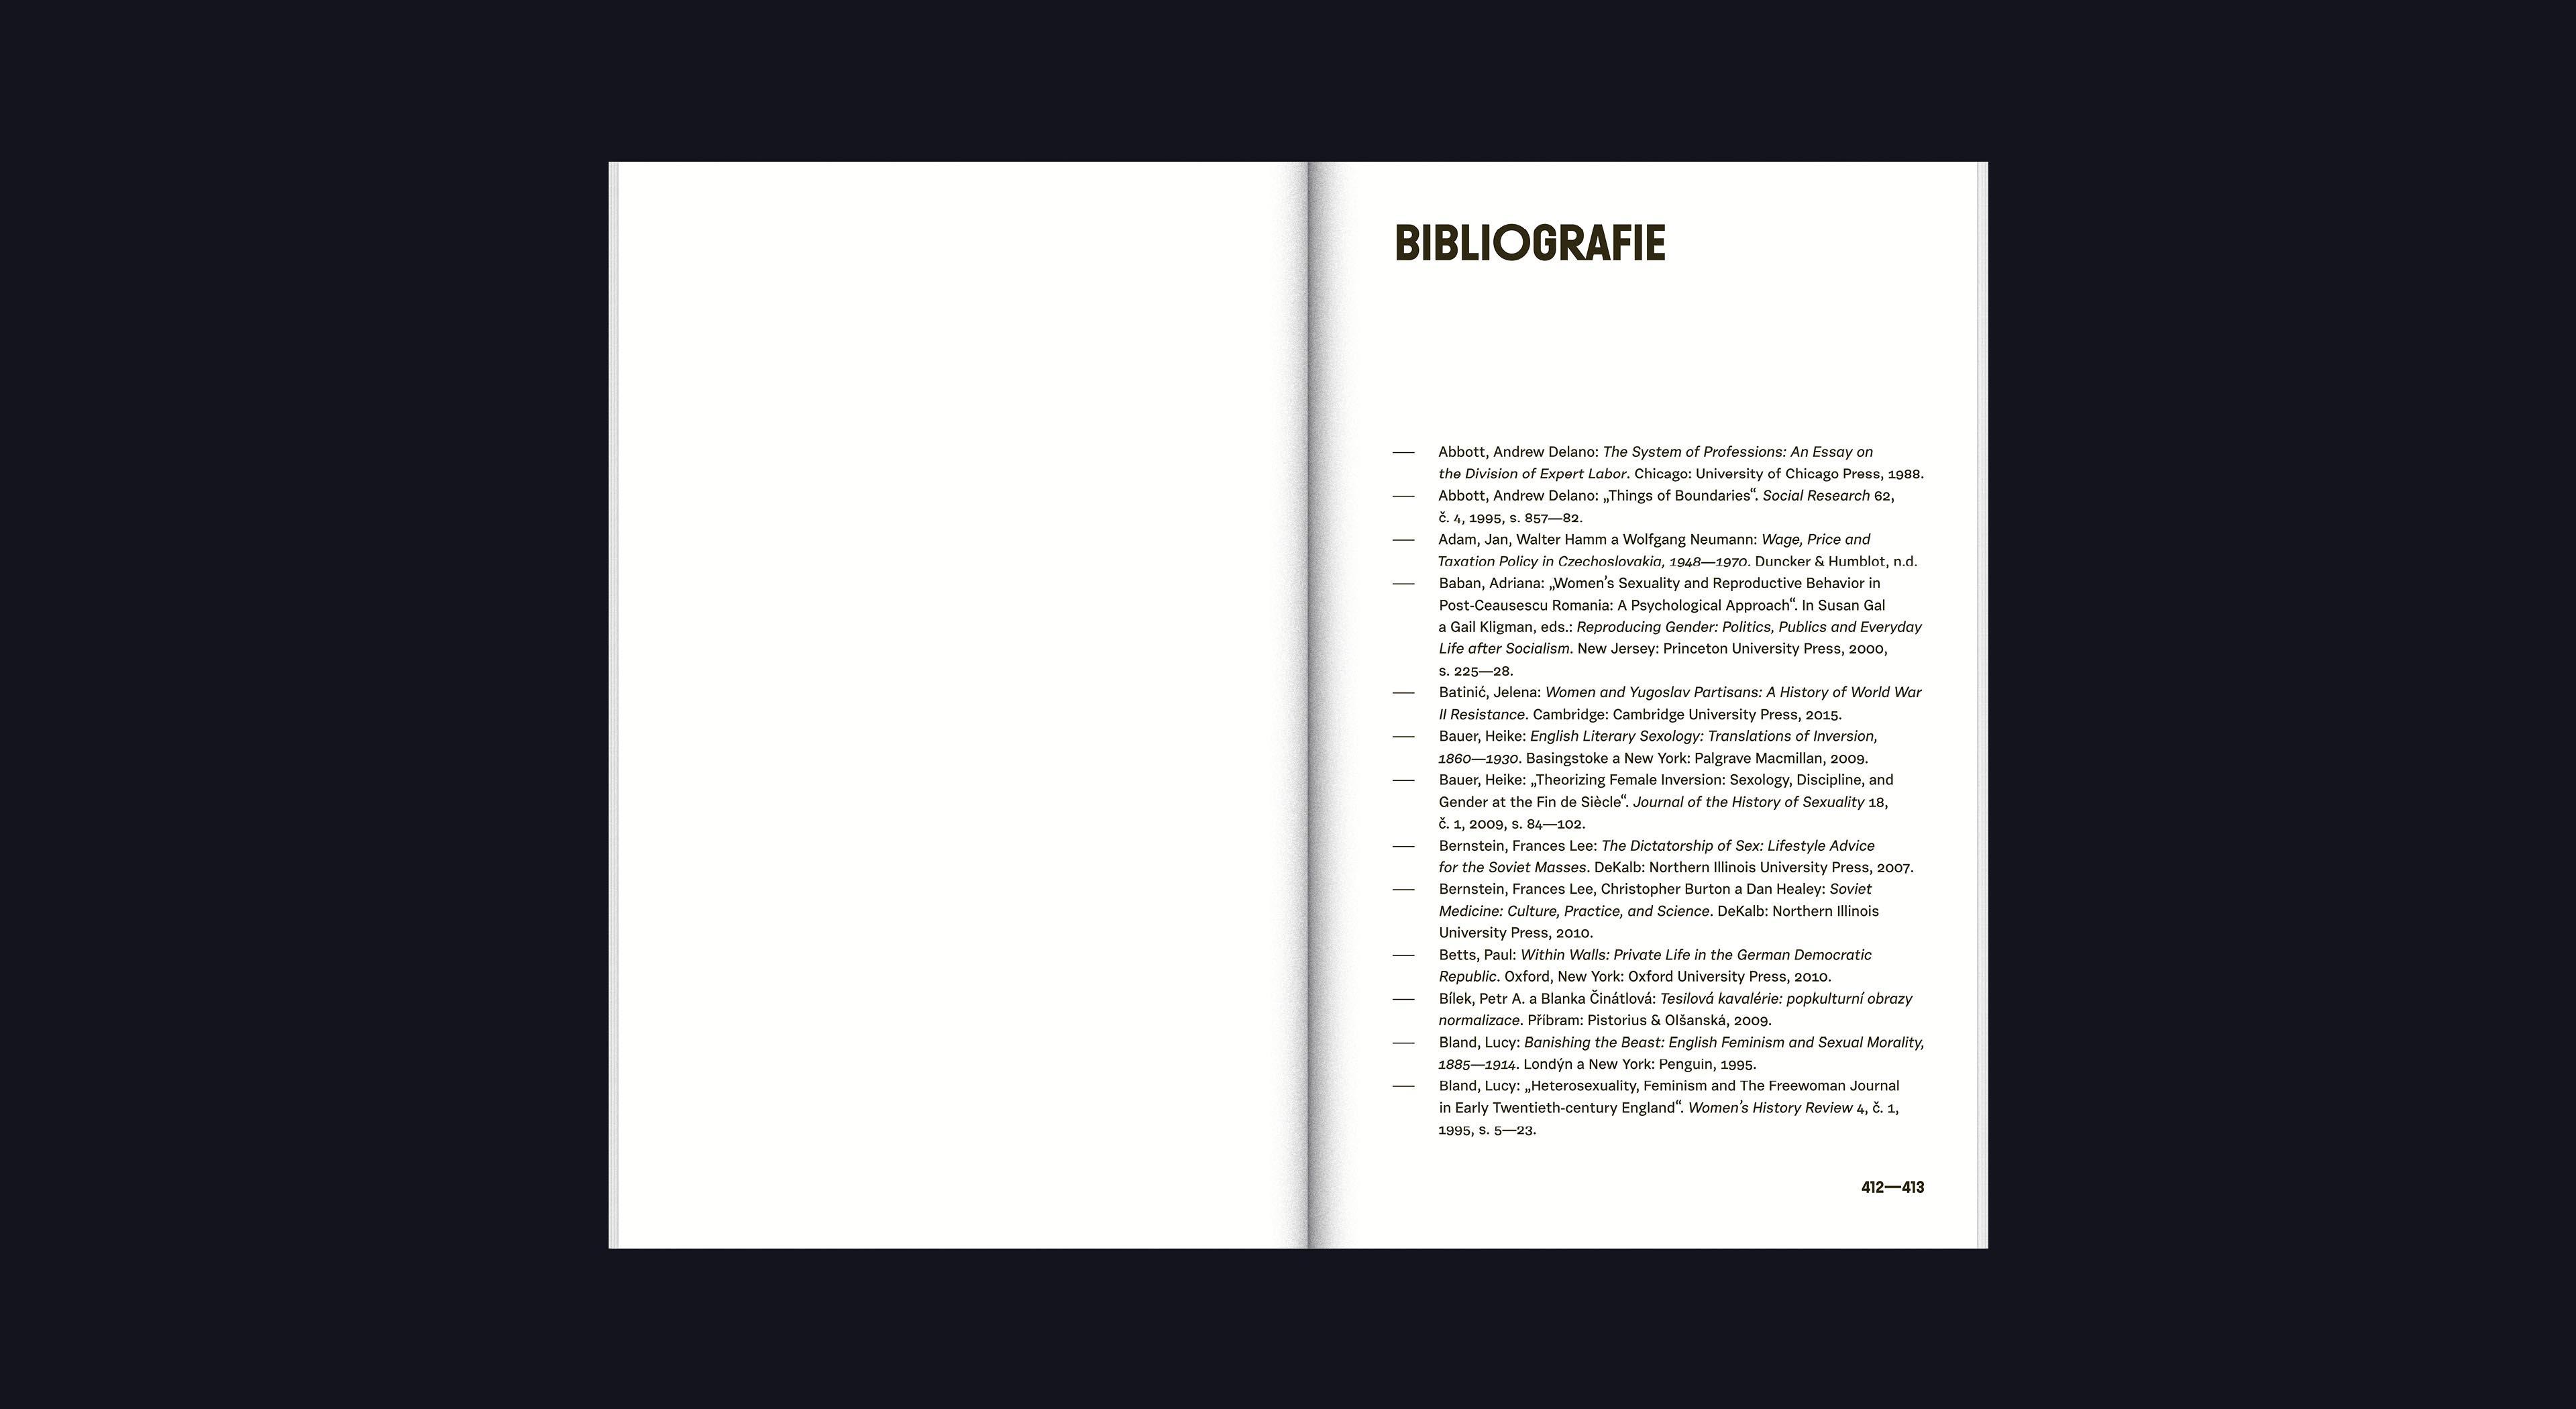 BIBLIOGRAFIE
— Abbott, Andrew Delano: The System of Professions: An Essay on
the Division of Expert Labor. Chicago: University of Chicago Press, 1988.
— Abbott, Andrew Delano: „Things of Boundaries“. Social Research 62,
č. 4, 1995, s. 857—82.
— Adam, Jan, Walter Hamm a Wolfgang Neumann: Wage, Price and
Taxation Policy in Czechoslovakia, 1948—1970. Duncker & Humblot, n.d.
— Baban, Adriana: „Women’s Sexuality and Reproductive Behavior in
Post-Ceausescu Romania: A Psychological Approach“. In Susan Gal
a Gail Kligman, eds.: Reproducing Gender: Politics, Publics and Everyday
Life after Socialism. New Jersey: Princeton University Press, 2000,
s. 225—28.
— Batinić, Jelena: Women and Yugoslav Partisans: A History of World War
II Resistance. Cambridge: Cambridge University Press, 2015.
— Bauer, Heike: English Literary Sexology: Translations of Inversion,
1860—1930. Basingstoke a New York: Palgrave Macmillan, 2009.
— Bauer, Heike: „Theorizing Female Inversion: Sexology, Discipline, and
Gender at the Fin de Siècle“. Journal of the History of Sexuality 18,
č. 1, 2009, s. 84—102.
— Bernstein, Frances Lee: The Dictatorship of Sex: Lifestyle Advice
for the Soviet Masses. DeKalb: Northern Illinois University Press, 2007.
— Bernstein, Frances Lee, Christopher Burton a Dan Healey: Soviet
Medicine: Culture, Practice, and Science. DeKalb: Northern Illinois
University Press, 2010.
— Betts, Paul: Within Walls: Private Life in the German Democratic
Republic. Oxford, New York: Oxford University Press, 2010.
— Bílek, Petr A. a Blanka Činátlová: Tesilová kavalérie: popkulturní obrazy
normalizace. Příbram: Pistorius & Olšanská, 2009.
— Bland, Lucy: Banishing the Beast: English Feminism and Sexual Morality,
1885—1914. Londýn a New York: Penguin, 1995.
— Bland, Lucy: „Heterosexuality, Feminism and The Freewoman Journal
in Early Twentieth-century England“. Women’s History Review 4, č. 1,
1995, s. 5—23.
412—413